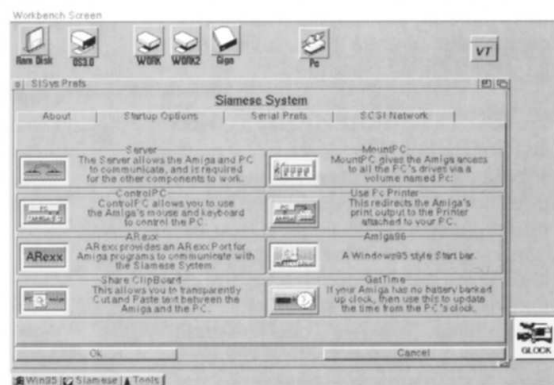 Workbench Screen
Ram Disk
OS3.0
WORK
WORK2
Giga
Pc
VT
SISys Prefs
Siamese System
About
Startup Options
Serial Prefs
SCSI Network
Server
The Server allows the Amiga and PC
to communicate, and is required
for the other components to work.
MountPC
MountPC gives the Amiga access
to all the PC's drives via a
volume named Pc:
ControlPC
ControlPC allows you to use
the Amiga's mouse and keyboard
to control the PC.
Use Pc Printer
This redirects the Amiga's
print output to the Printer
attached to your PC.
ARexx
ARexx
ARexx provides an ARexx Port for
Amiga programs to communicate with
the Siamese System.
Amiga95
A Windows95 style Start bar.
Share ClipBoard
This allows you to transparently
Cut and Paste text between the
Amiga and the PC.
GetTime
If your Amiga has no battery backed
up clock, then use this to update
the time from the PC's clock.
Ok
Cancel
GLOCK
Win95
Siamese
Tools